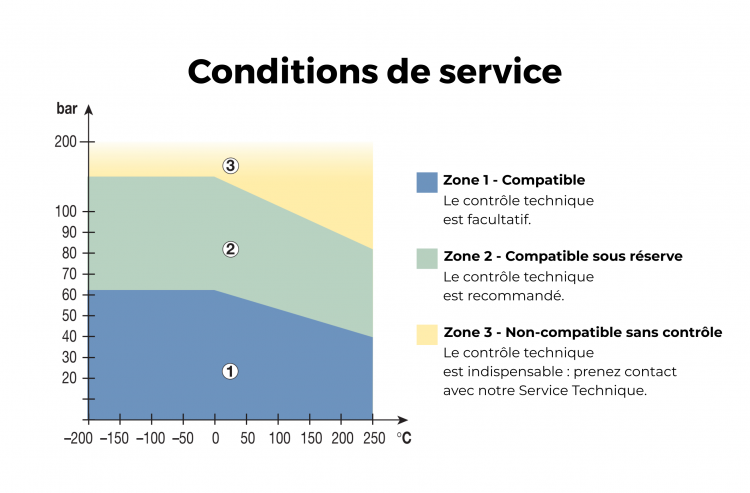 Conditions de service
bar
200
3
100
90
80
2
70
60
50
40
30
20
1
-200 -150 -100 -50 0 50 100 150 200 250 °C
Zone 1 - Compatible
Le contrôle technique
est facultatif.
Zone 2 - Compatible sous réserve
Le contrôle technique
est recommandé.
Zone 3 - Non-compatible sans contrôle
Le contrôle technique
est indispensable : prenez contact
avec notre Service Technique.